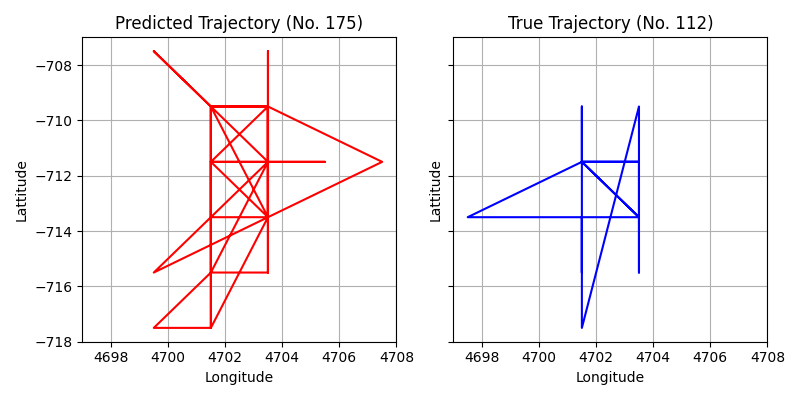 Predicted Trajectory (No. 175)
True Trajectory (No. 112)
Lattitude
−708
−710
−712
−714
−716
−718
4698 4700 4702 4704 4706 4708
Longitude
Lattitude
4698 4700 4702 4704 4706 4708
Longitude